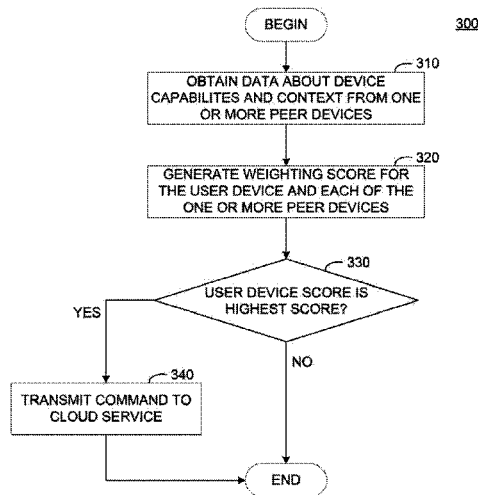 BEGIN
300
310
OBTAIN DATA ABOUT DEVICE
CAPABILITES AND CONTEXT FROM ONE
OR MORE PEER DEVICES
320
GENERATE WEIGHTING SCORE FOR
THE USER DEVICE AND EACH OF THE
ONE OR MORE PEER DEVICES
330
USER DEVICE SCORE IS
HIGHEST SCORE?
YES
NO
340
TRANSMIT COMMAND TO
CLOUD SERVICE
END